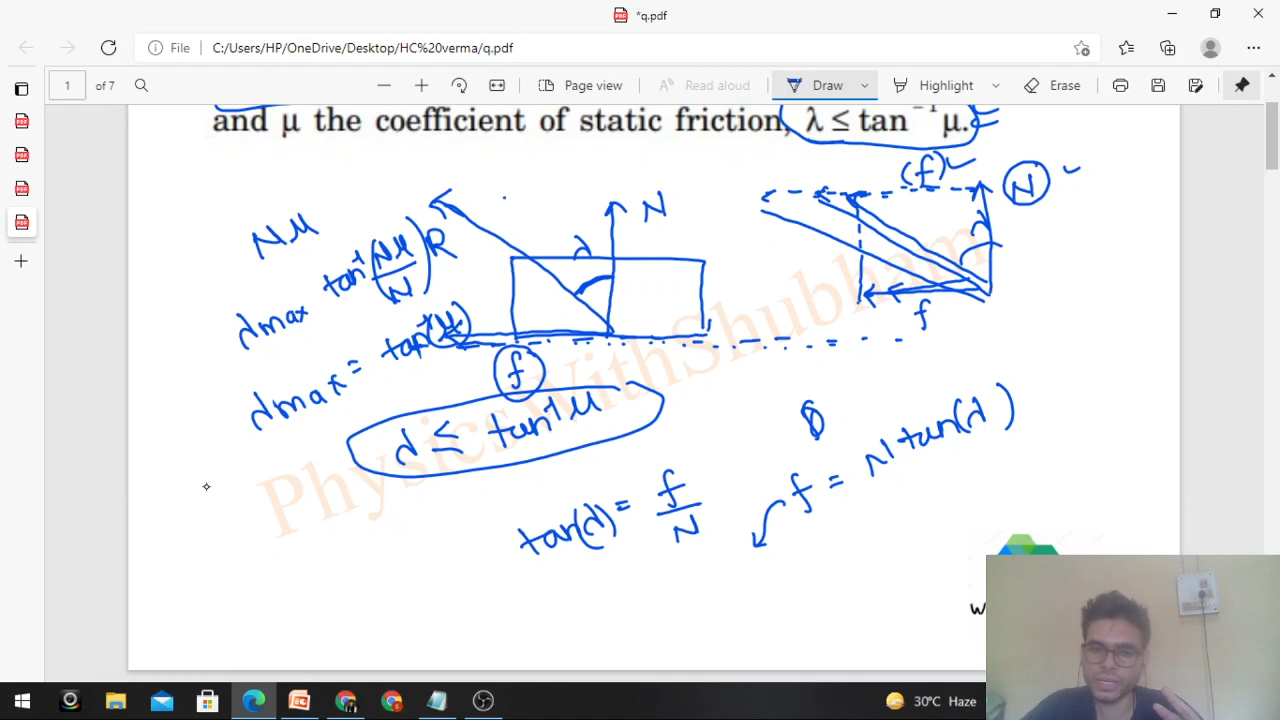 *q.pdf
File C:/Users/HP/OneDrive/Desktop/HC%20verma/q.pdf
1 of 7 Page view Read aloud Draw Highlight Erase
and μ the coefficient of static friction, λ ≤ tan⁻¹ μ.
(f)
N
N
λ
λ
Nμ
R
λmax tan⁻¹(Nμ/N)
f
λmax = tan⁻¹(μ)
f
λ ≤ tan⁻¹μ
f = N tan(λ)
tan(λ) = f/N
PhysicsWithShubham
30°C Haze